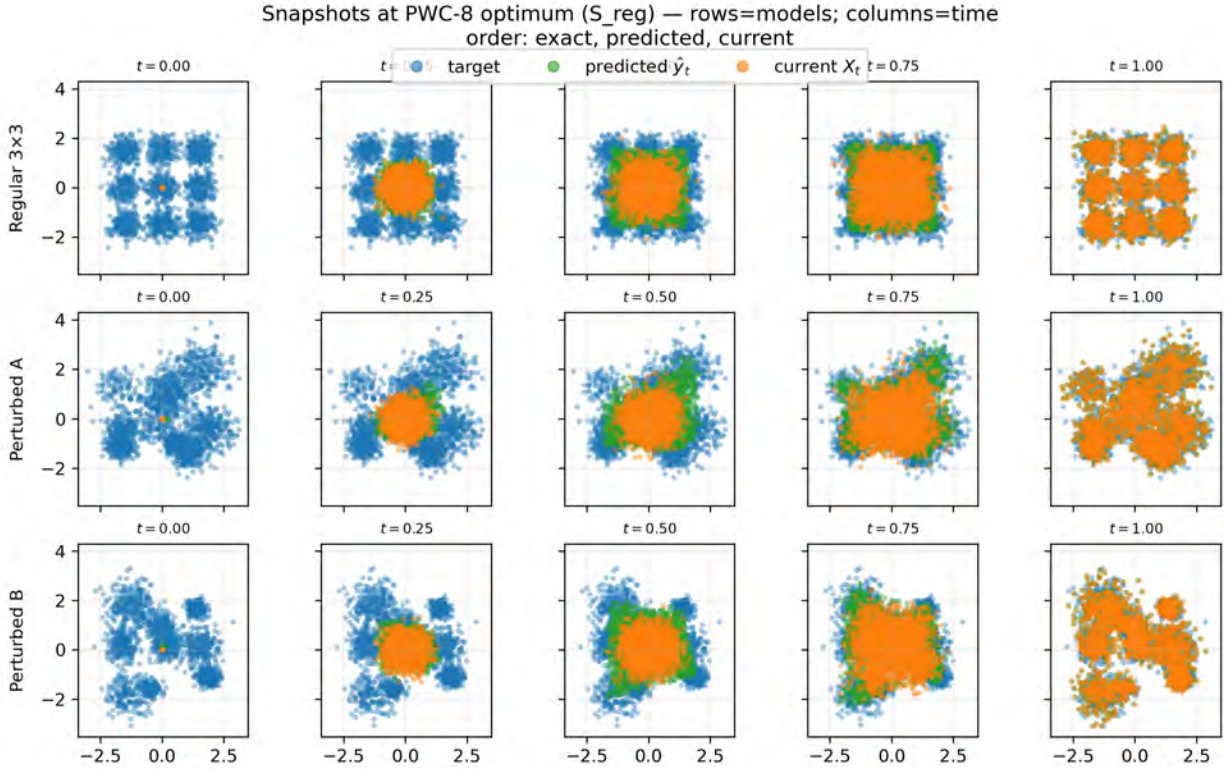 Snapshots at PWC-8 optimum (S_reg) — rows=models; columns=time
order: exact, predicted, current
target
predicted ŷₜ
current Xₜ
t = 0.00
t = 0.75
t = 1.00
Regular 3×3
4
2
0
−2
t = 0.00
t = 0.25
t = 0.50
t = 0.75
t = 1.00
Perturbed A
4
2
0
−2
t = 0.00
t = 0.25
t = 0.50
t = 0.75
t = 1.00
Perturbed B
4
2
0
−2
−2.5 0.0 2.5
−2.5 0.0 2.5
−2.5 0.0 2.5
−2.5 0.0 2.5
−2.5 0.0 2.5